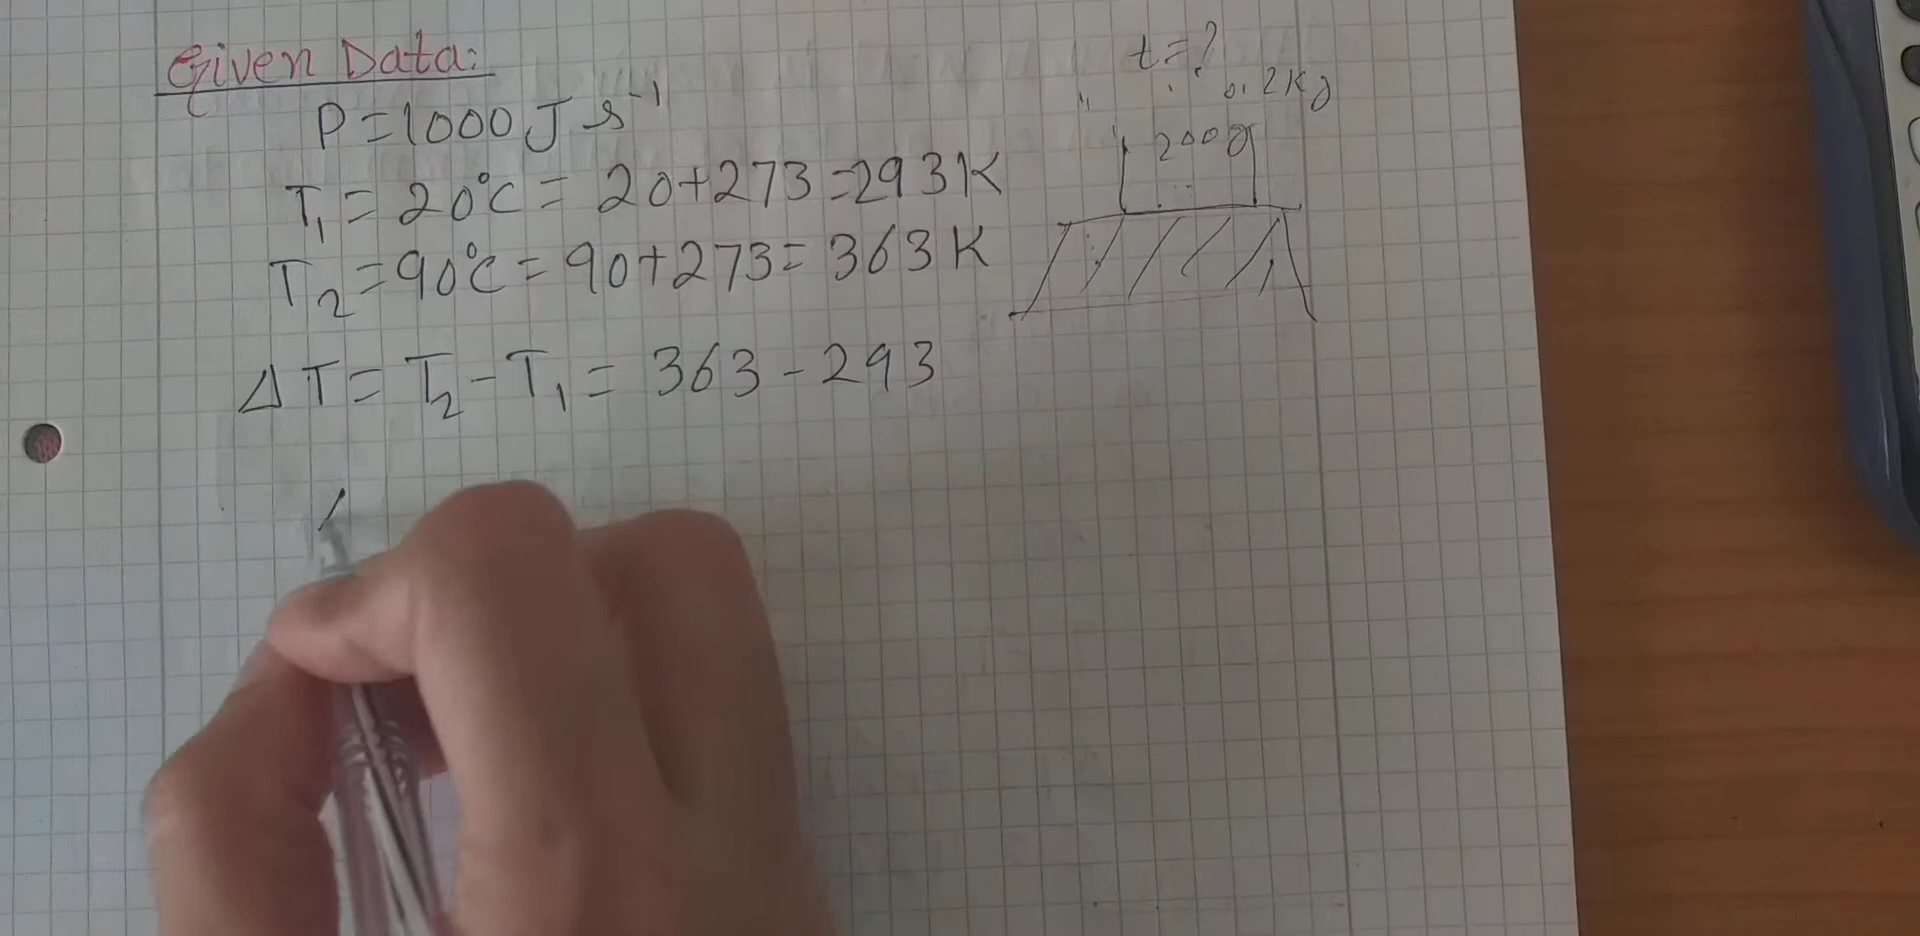 Given Data:
P=1000 J s⁻¹
T₁ = 20°C = 20+273=293K
T₂ =90°C = 90+273= 363 K
ΔT= T₂-T₁ = 363-293
t=?
0.2Kg
200g